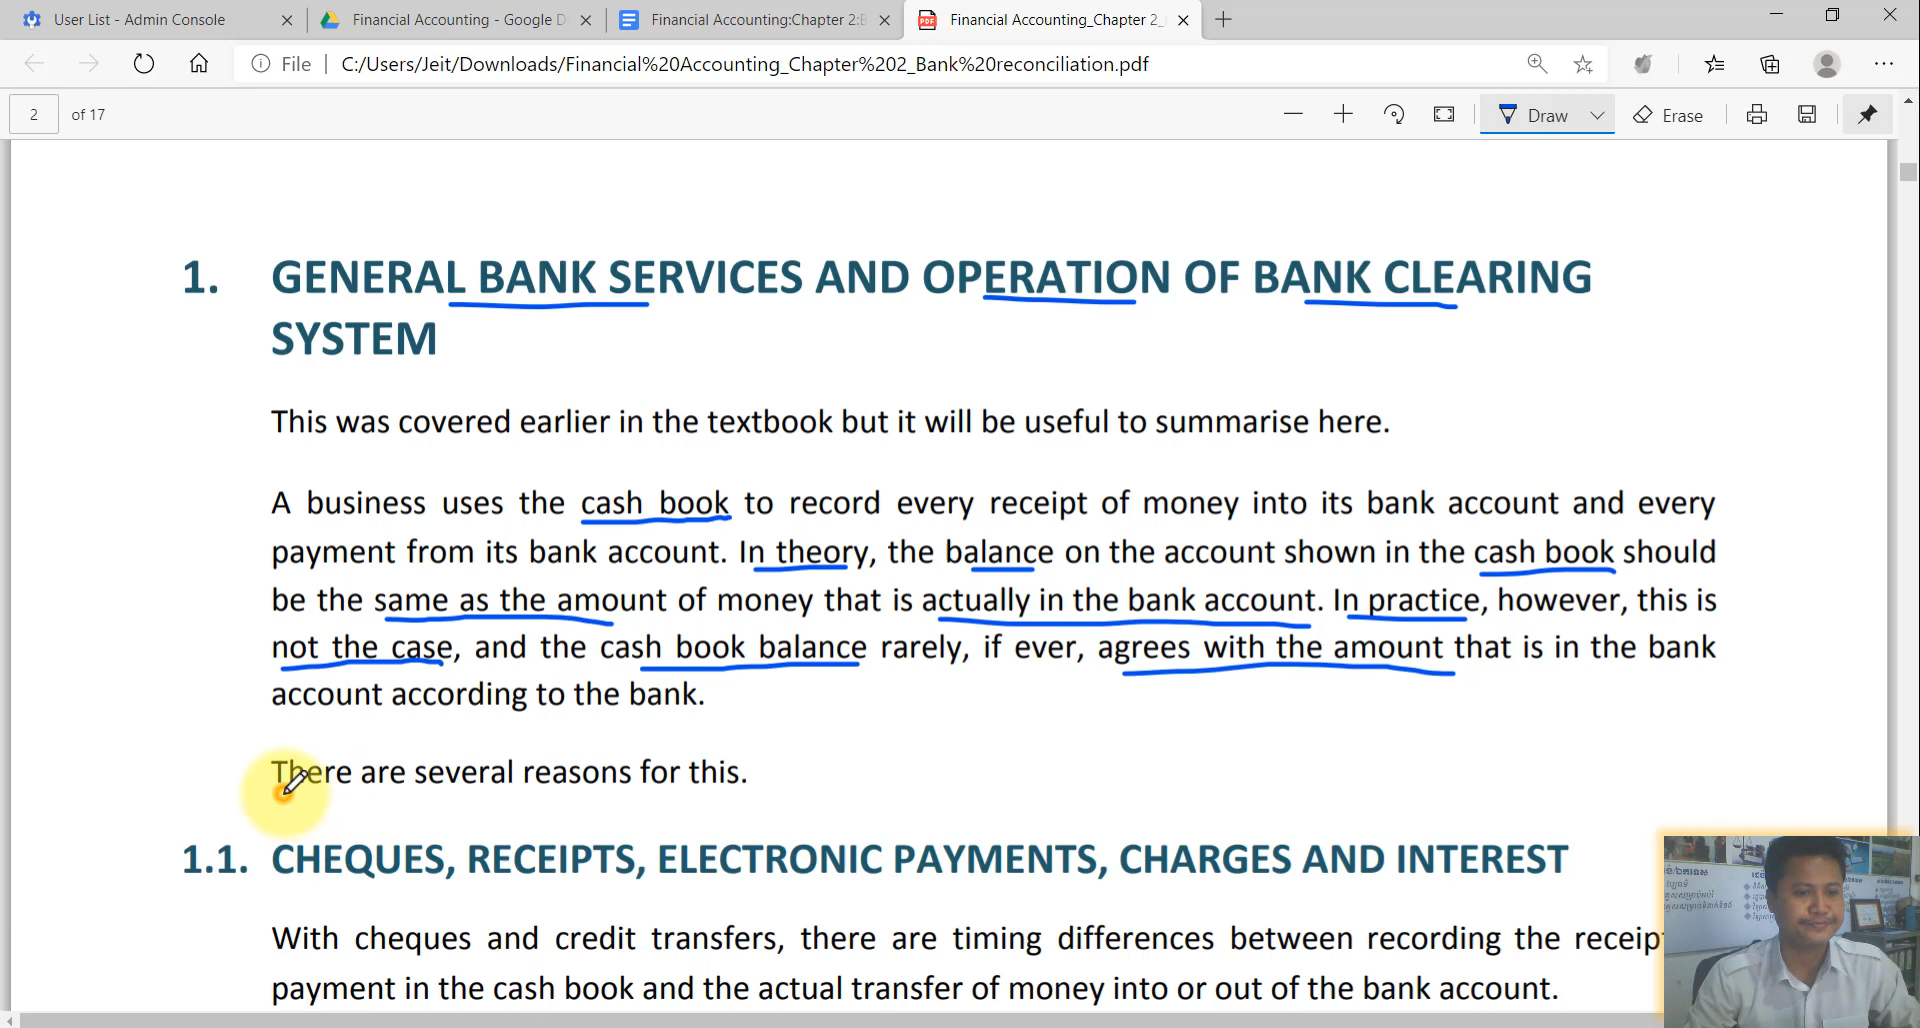 User List - Admin Console
Financial Accounting - Google D
Financial Accounting:Chapter 2:
Financial Accounting_Chapter 2_
File
C:/Users/Jeit/Downloads/Financial%20Accounting_Chapter%202_Bank%20reconciliation.pdf
2 of 17
Draw
Erase
1. GENERAL BANK SERVICES AND OPERATION OF BANK CLEARING
SYSTEM
This was covered earlier in the textbook but it will be useful to summarise here.
A business uses the cash book to record every receipt of money into its bank account and every
payment from its bank account. In theory, the balance on the account shown in the cash book should
be the same as the amount of money that is actually in the bank account. In practice, however, this is
not the case, and the cash book balance rarely, if ever, agrees with the amount that is in the bank
account according to the bank.
There are several reasons for this.
1.1. CHEQUES, RECEIPTS, ELECTRONIC PAYMENTS, CHARGES AND INTEREST
With cheques and credit transfers, there are timing differences between recording the receip
payment in the cash book and the actual transfer of money into or out of the bank account.